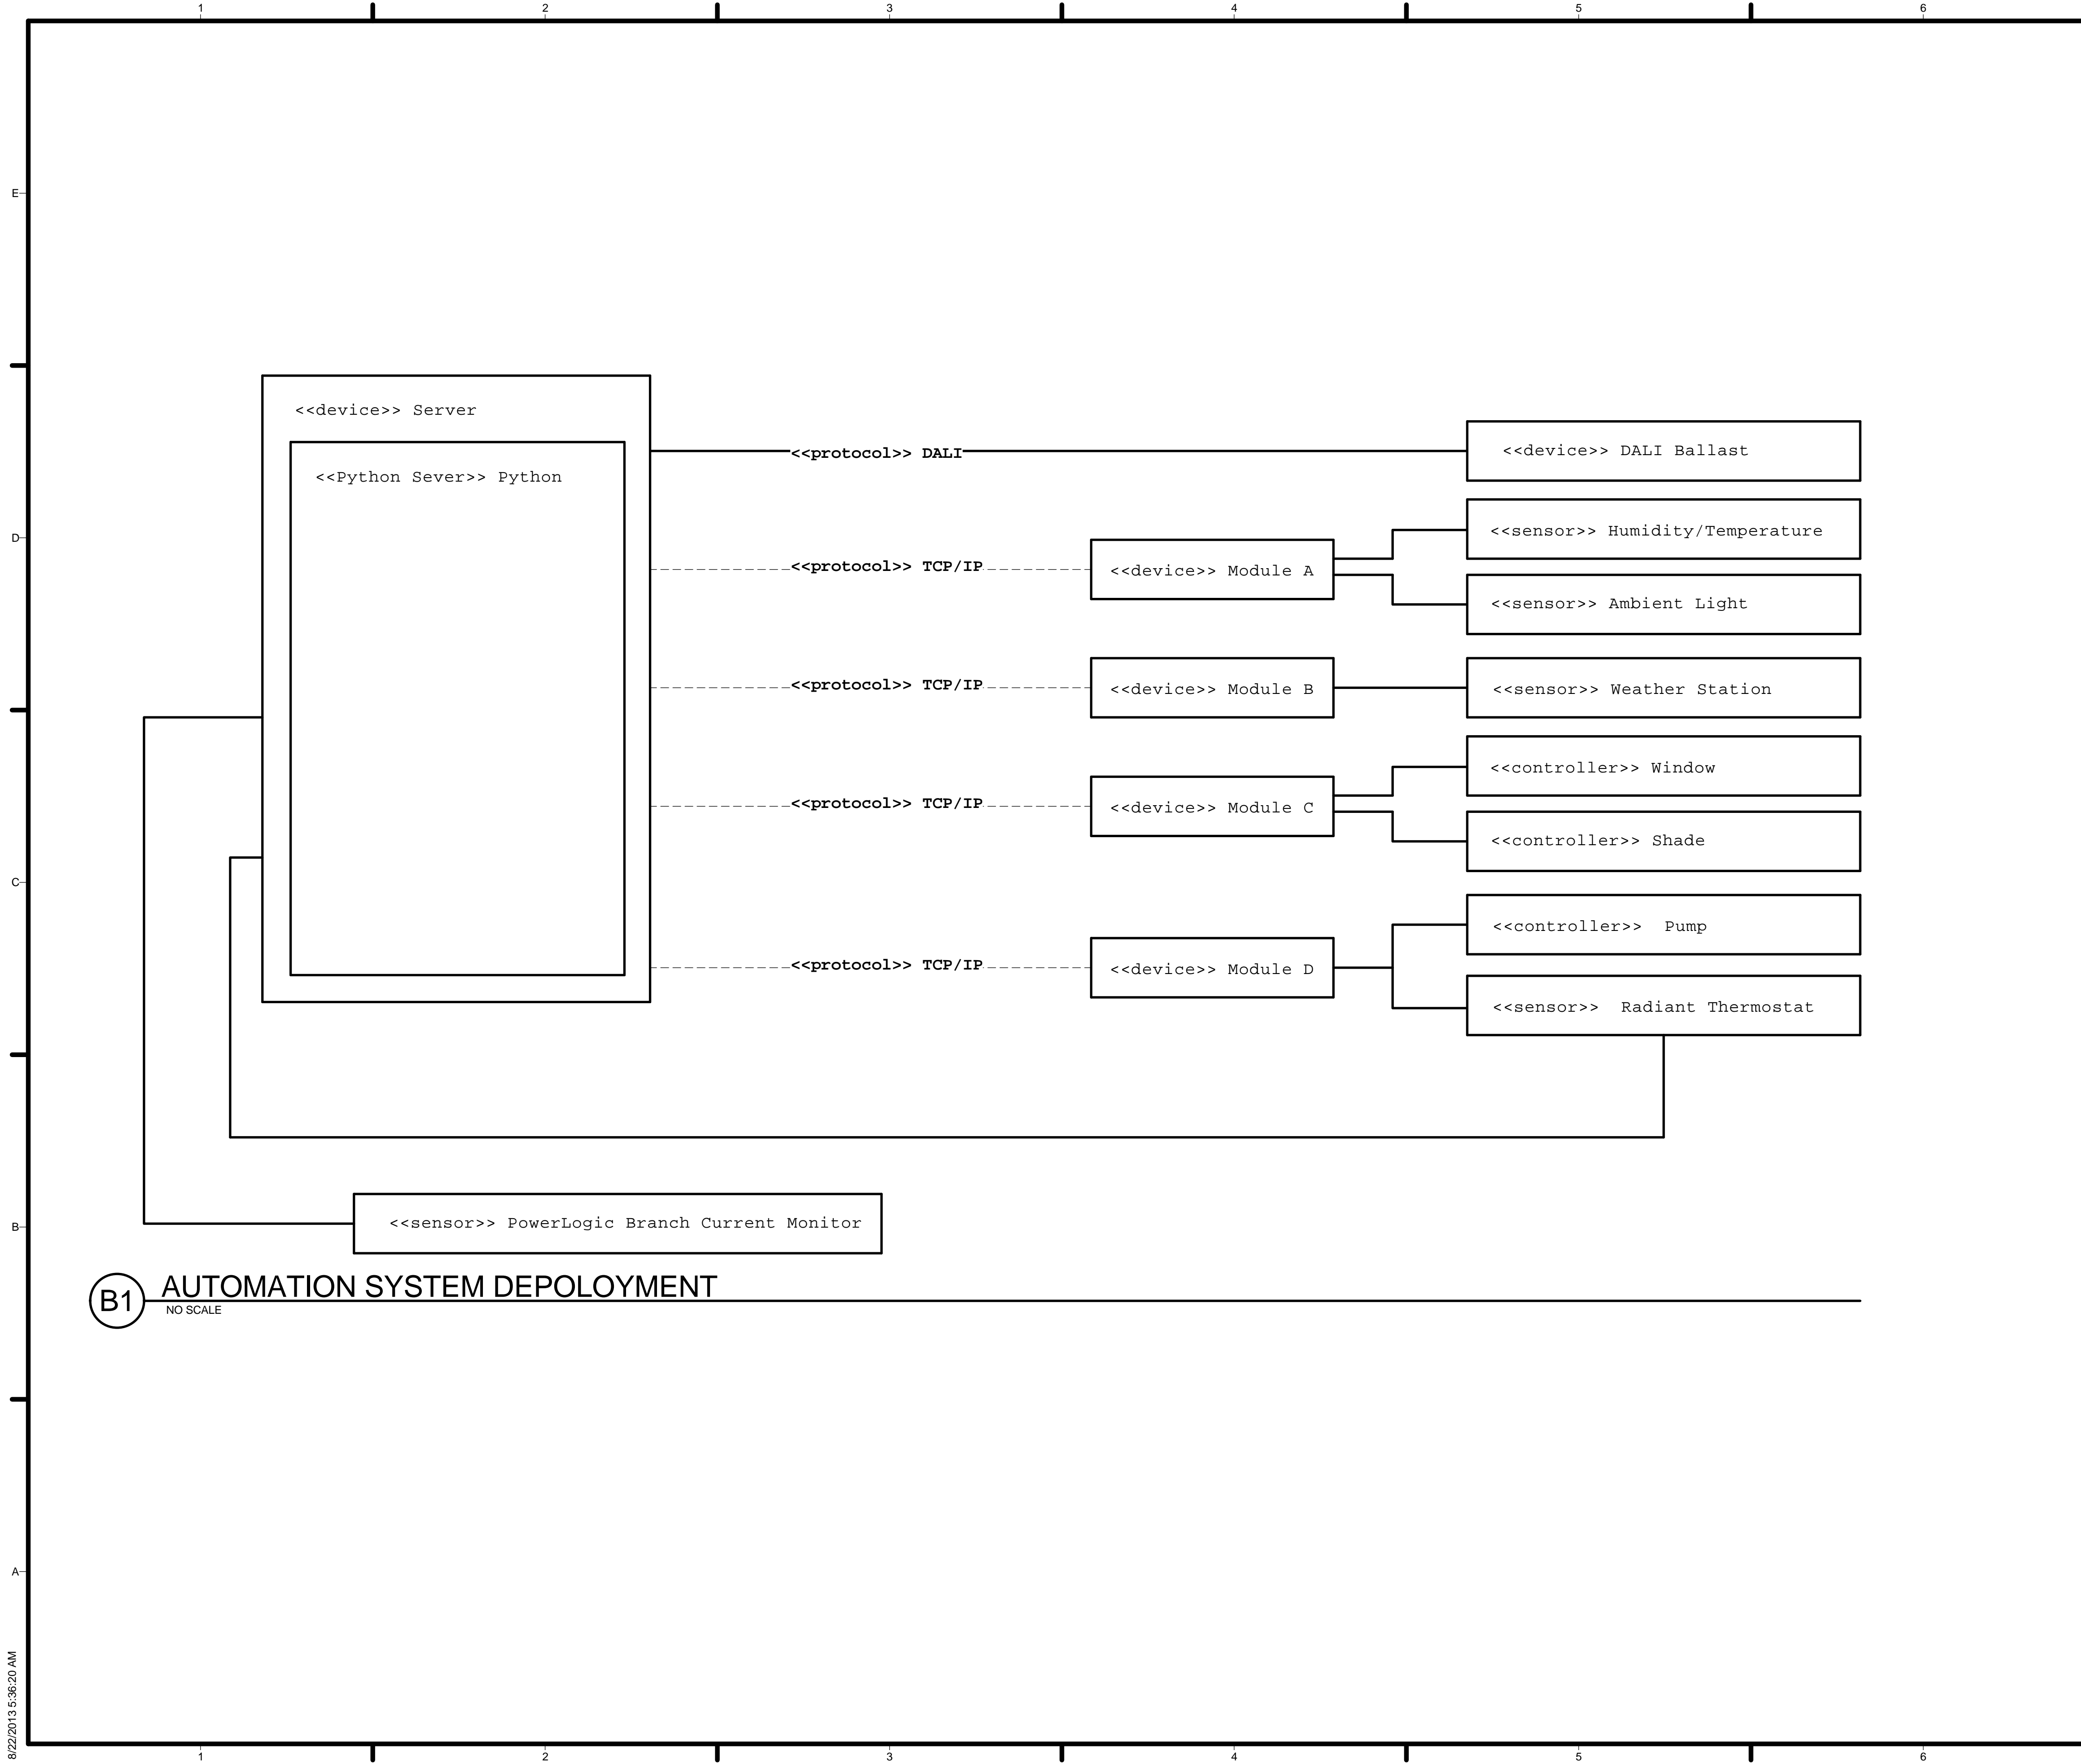 1 2 3 4 5 6
E
<<device>> Server
<<Python Sever>> Python
<<protocol>> DALI
<<device>> DALI Ballast
<<sensor>> Humidity/Temperature
D
<<protocol>> TCP/IP
<<device>> Module A
<<sensor>> Ambient Light
<<protocol>> TCP/IP
<<device>> Module B
<<sensor>> Weather Station
<<controller>> Window
<<protocol>> TCP/IP
<<device>> Module C
<<controller>> Shade
C
<<controller>> Pump
<<protocol>> TCP/IP
<<device>> Module D
<<sensor>> Radiant Thermostat
B
<<sensor>> PowerLogic Branch Current Monitor
B1
AUTOMATION SYSTEM DEPOLOYMENT
NO SCALE
A
8/22/2013 5:36:20 AM
1 2 3 4 5 6